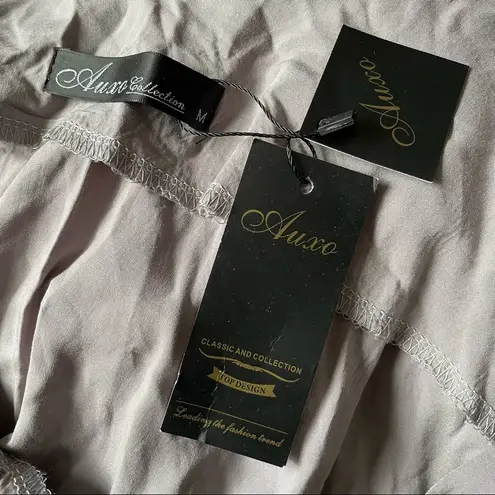 Auxo Collection
M
Auxo
Auxo
CLASSIC AND COLLECTION
TOP DESIGN
Leading the fashion trend